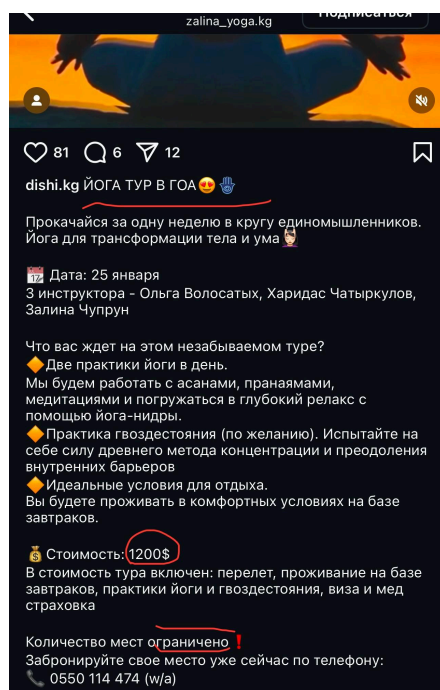 zalina_yoga.kg
Подписаться
81 6 12
dishi.kg ЙОГА ТУР В ГОА😍🪬
Прокачайся за одну неделю в кругу единомышленников.
Йога для трансформации тела и ума💆🏻‍♀️
📆 Дата: 25 января
3 инструктора - Ольга Волосатых, Харидас Чатыркулов,
Залина Чупрун
Что вас ждет на этом незабываемом туре?
🔶Две практики йоги в день.
Мы будем работать с асанами, пранаямами,
медитациями и погружаться в глубокий релакс с
помощью йога-нидры.
🔶Практика гвоздестояния (по желанию). Испытайте на
себе силу древнего метода концентрации и преодоления
внутренних барьеров
🔶Идеальные условия для отдыха.
Вы будете проживать в комфортных условиях на базе
завтраков.
💰Стоимость: 1200$
В стоимость тура включен: перелет, проживание на базе
завтраков, практики йоги и гвоздестояния, виза и мед
страховка
Количество мест ограничено❗
Забронируйте свое место уже сейчас по телефону:
📞 0550 114 474 (w/a)